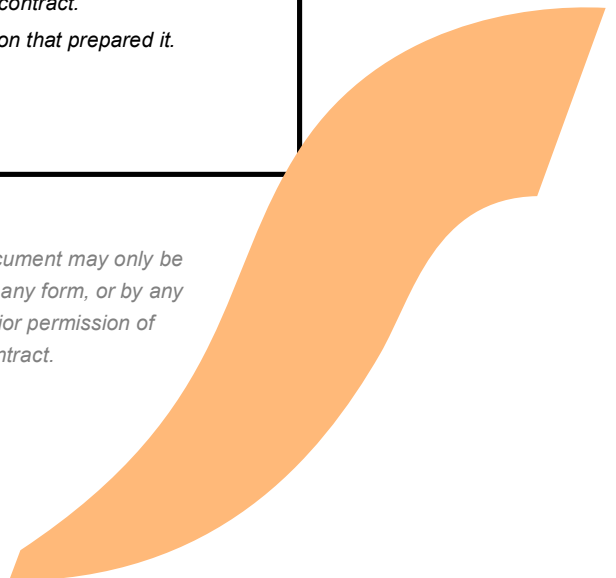 contract.
on that prepared it.
cument may only be
any form, or by any
ior permission of
ntract.